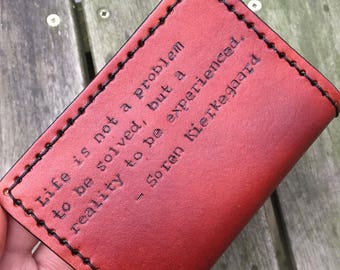 Life is not a problem
to be solved, but a
reality to be experienced.
- Soren Kierkegaard